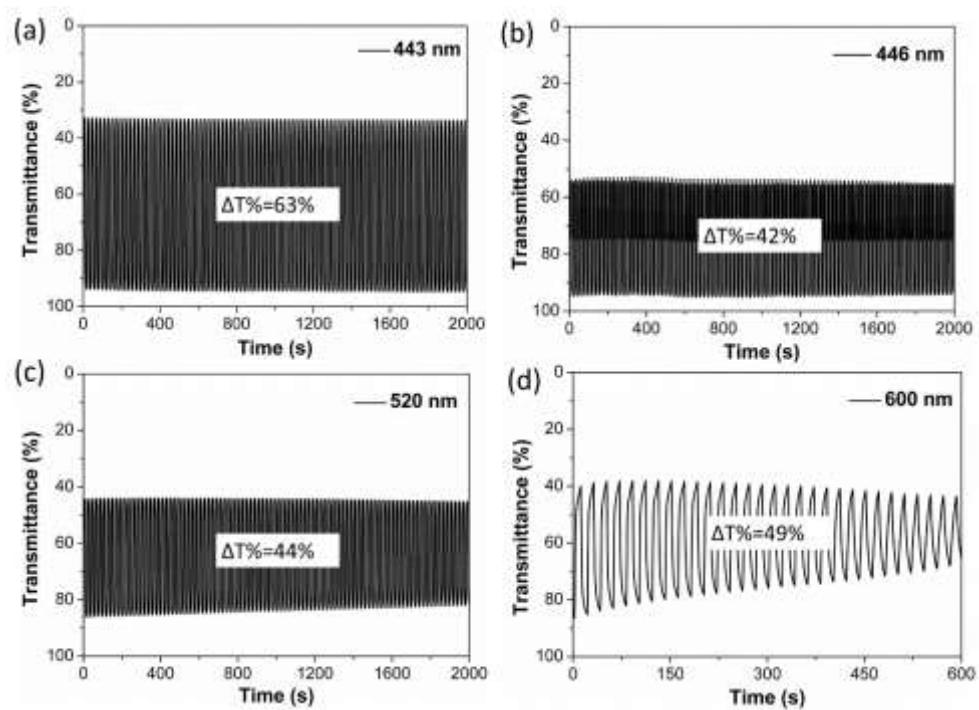 (a)
443 nm
ΔT%=63%
Transmittance (%)
0
20
40
60
80
100
0 400 800 1200 1600 2000
Time (s)
(b)
446 nm
ΔT%=42%
Transmittance (%)
0
20
40
60
80
100
0 400 800 1200 1600 2000
Time (s)
(c)
520 nm
ΔT%=44%
Transmittance (%)
0
20
40
60
80
100
0 400 800 1200 1600 2000
Time (s)
(d)
600 nm
ΔT%=49%
Transmittance (%)
0
20
40
60
80
100
0 150 300 450 600
Time (s)